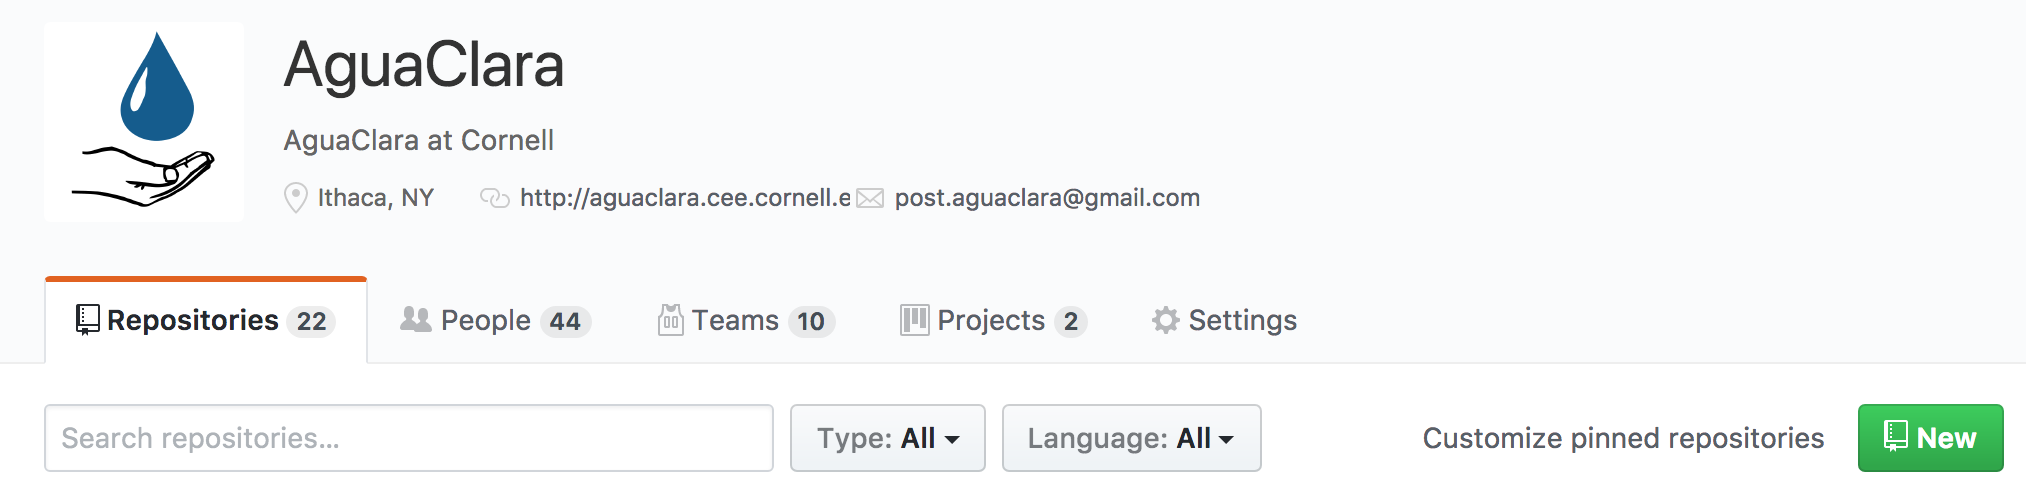 AguaClara
AguaClara at Cornell
Ithaca, NY http://aguaclara.cee.cornell.e post.aguaclara@gmail.com
Repositories 22 People 44 Teams 10 Projects 2 Settings
Search repositories... Type: All Language: All Customize pinned repositories New